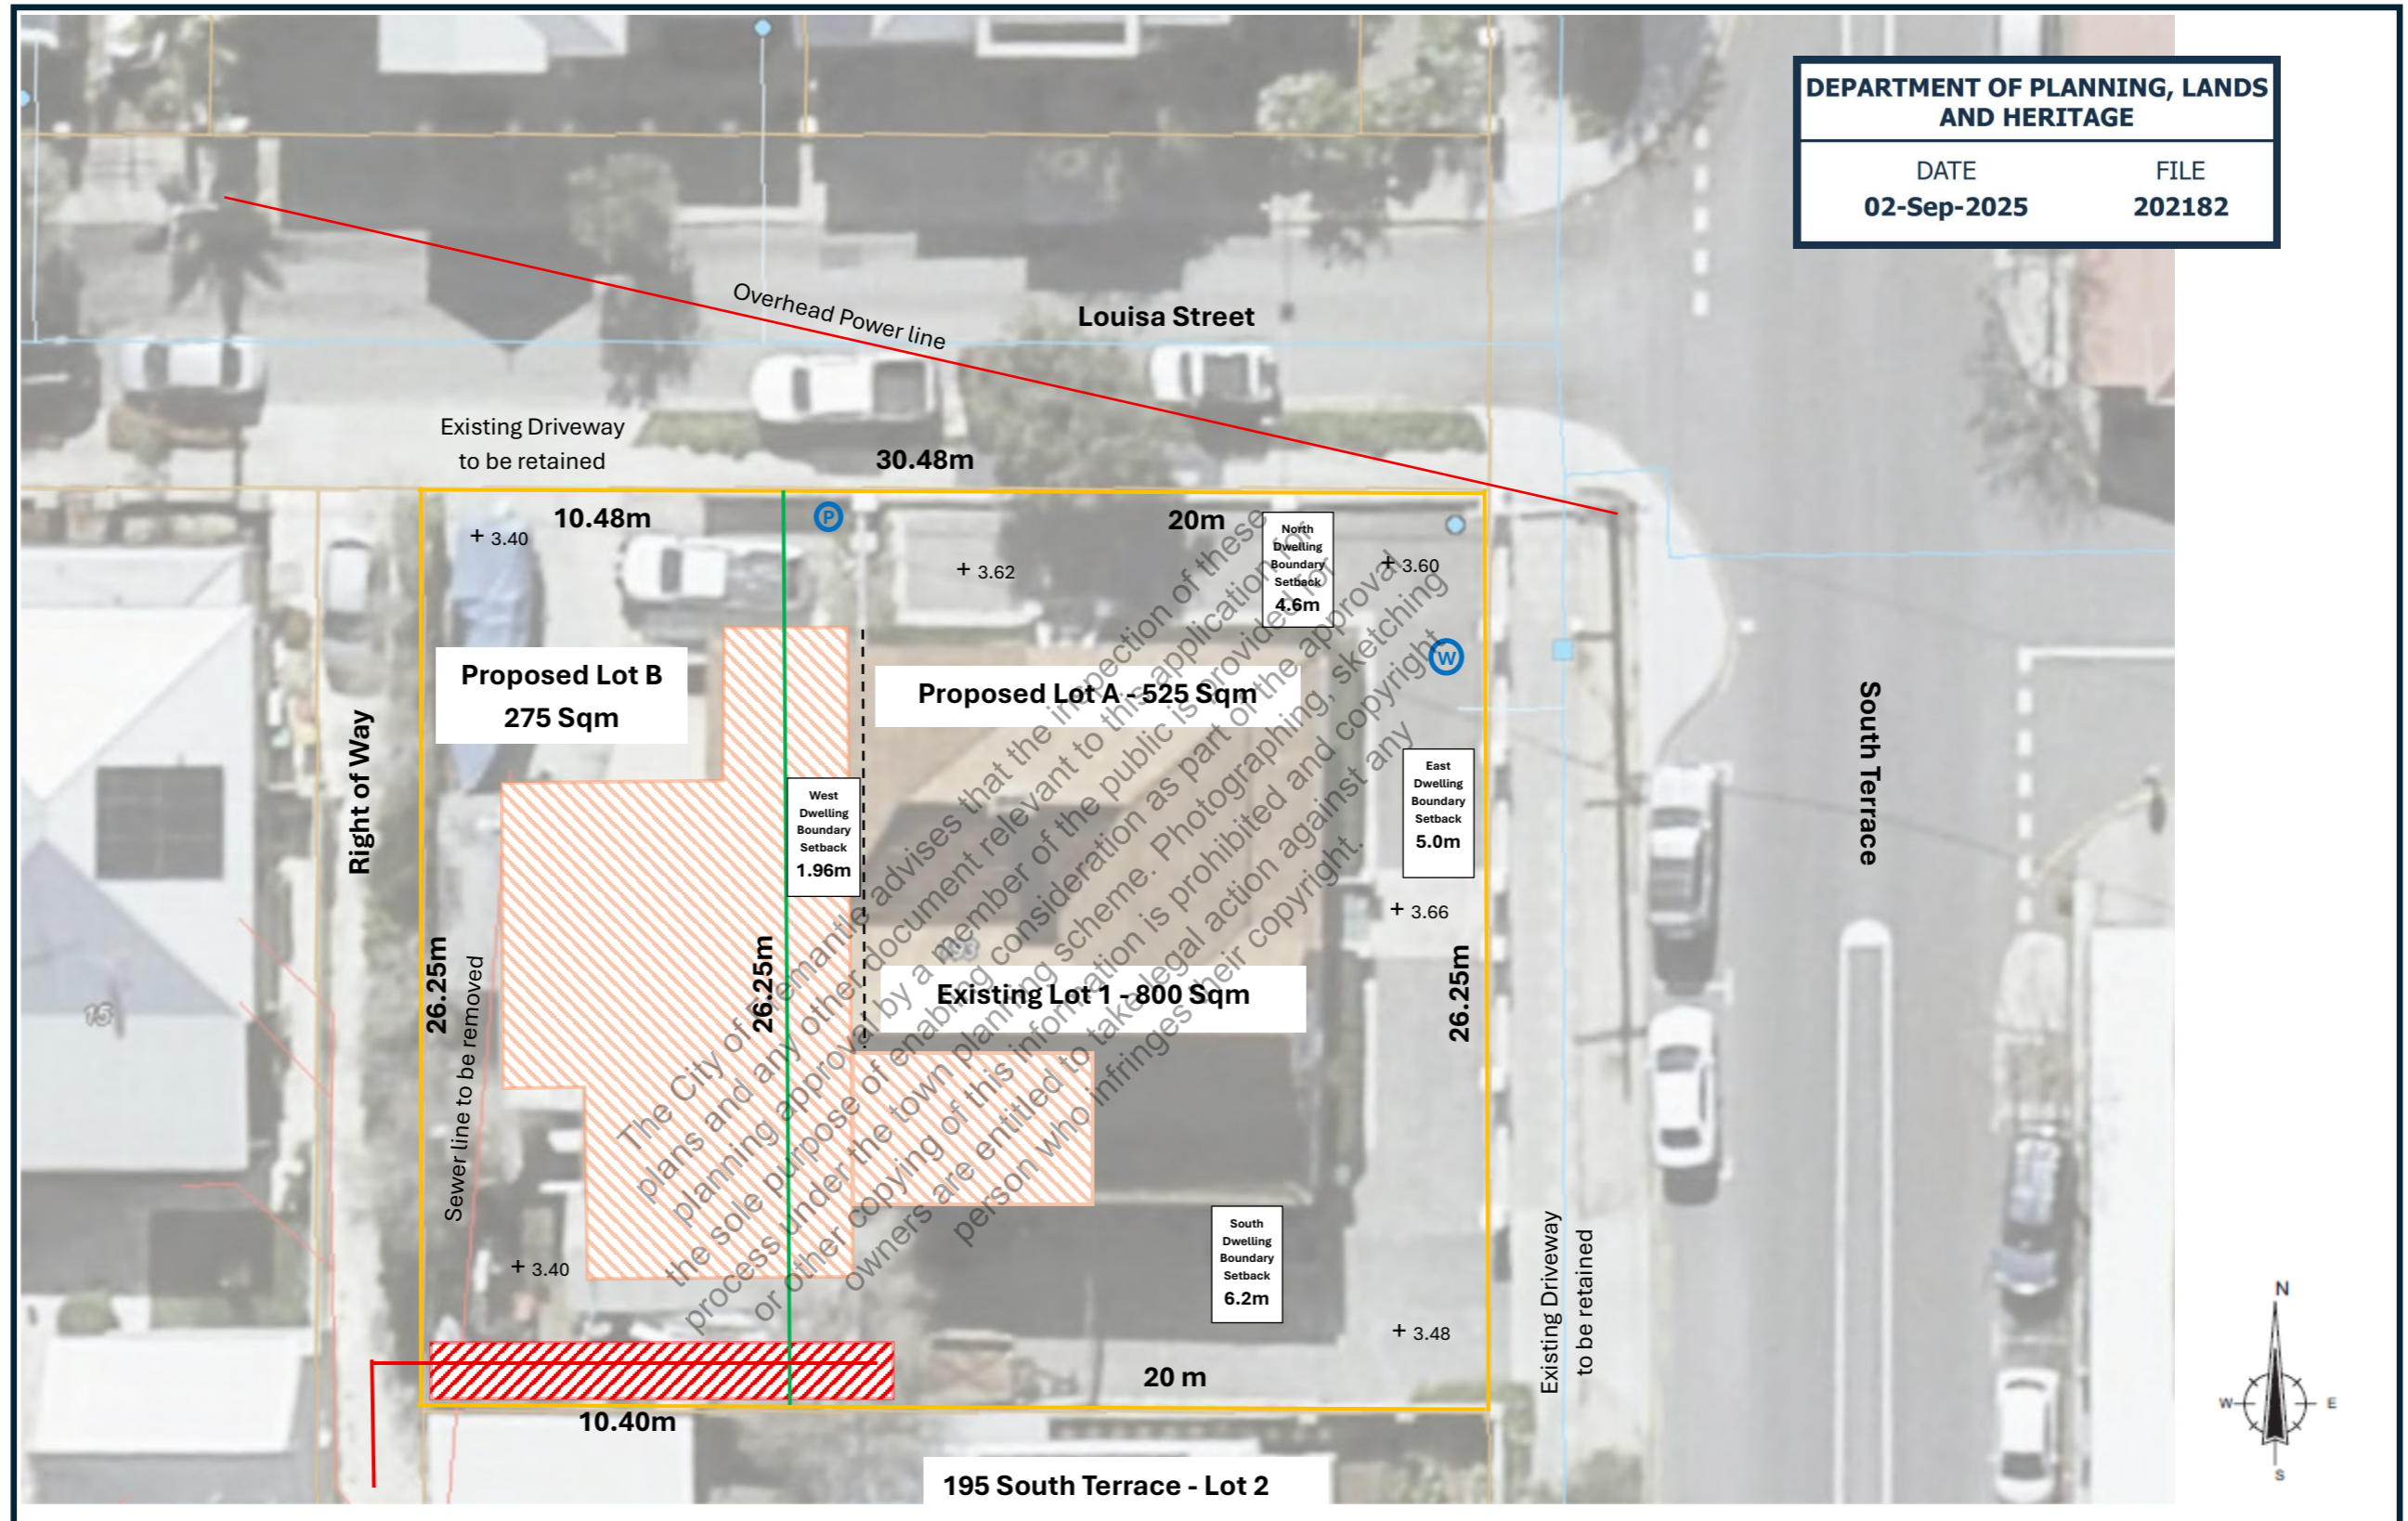 DEPARTMENT OF PLANNING, LANDS
AND HERITAGE
DATE FILE
02-Sep-2025 202182
Overhead Power line
Louisa Street
Existing Driveway
to be retained
30.48m
10.48m
P
20m
+ 3.40
+ 3.62
North
Dwelling
Boundary
Setback
4.6m
+ 3.60
W
Proposed Lot B
275 Sqm
Proposed Lot A - 525 Sqm
Right of Way
South Terrace
West
Dwelling
Boundary
Setback
1.96m
East
Dwelling
Boundary
Setback
5.0m
+ 3.66
193
Existing Lot 1 - 800 Sqm
26.25m
26.25m
26.25m
Sewer line to be removed
15
The City of Fremantle advises that the inspection of these
plans and any other document relevant to this application for
planning approval by a member of the public is provided for
the sole purpose of enabling consideration as part of the approval
process under the town planning scheme. Photographing, sketching
or other copying of this information is prohibited and copyright
owners are entitled to take legal action against any
person who infringes their copyright.
+ 3.40
South
Dwelling
Boundary
Setback
6.2m
+ 3.48
Existing Driveway
to be retained
20 m
10.40m
195 South Terrace - Lot 2
N
W E
S